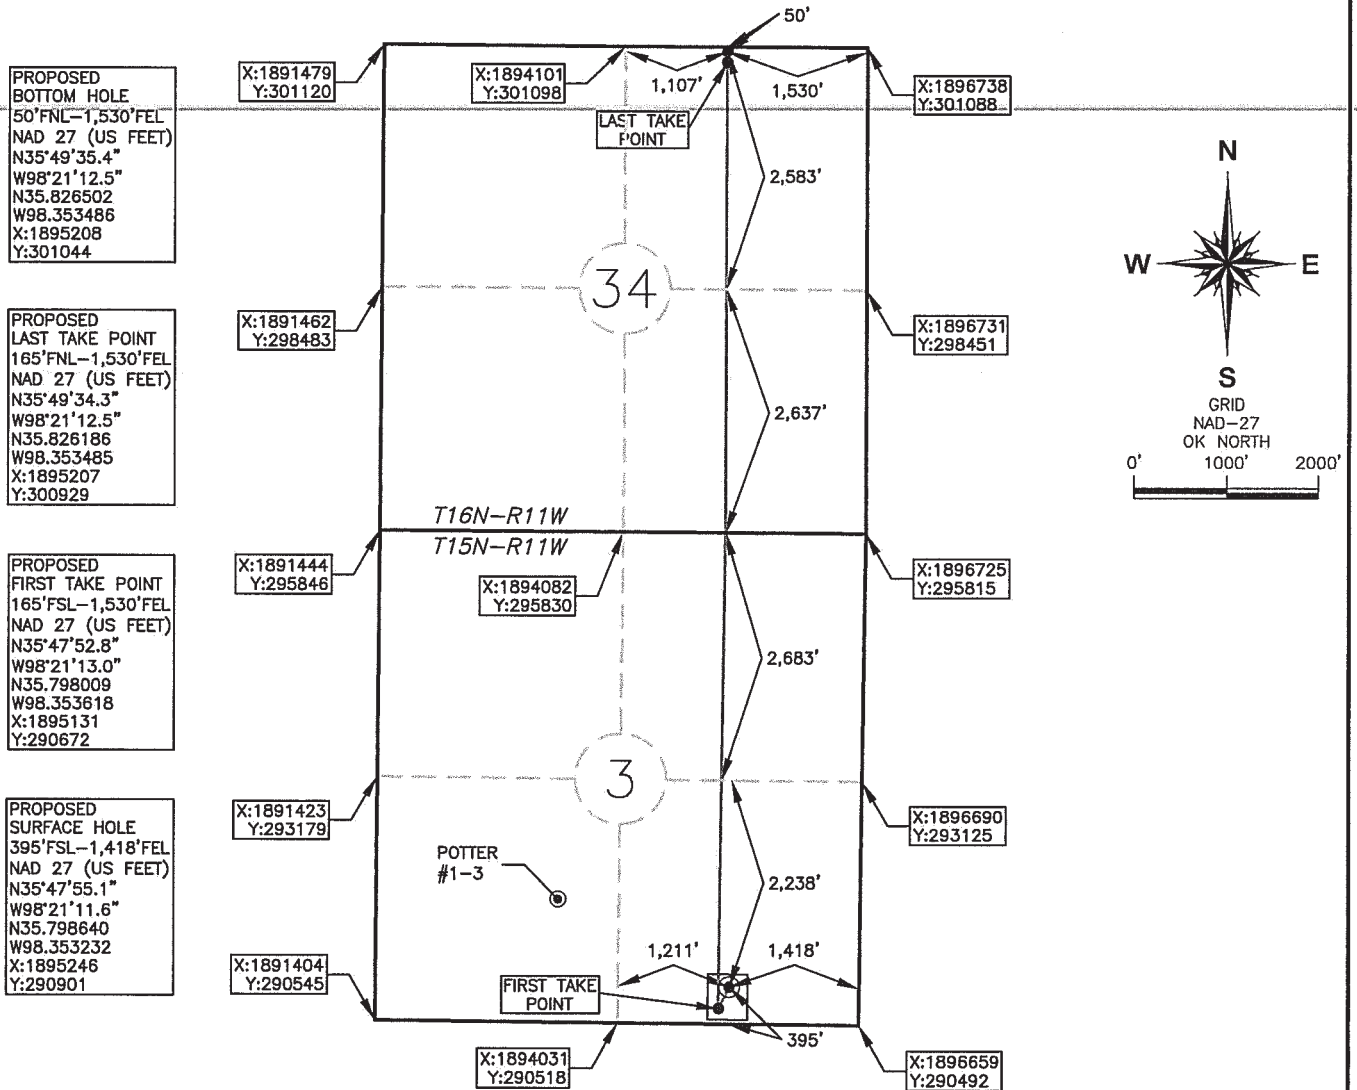 50'
X:1891479
Y:301120
X:1894101
Y:301098
1,107'
1,530'
X:1896738
Y:301088
LAST TAKE
POINT
PROPOSED
BOTTOM HOLE
50'FNL-1,530'FEL
NAD 27 (US FEET)
N35°49'35.4"
W98°21'12.5"
N35.826502
W98.353486
X:1895208
Y:301044
2,583'
N
W
E
S
GRID
NAD-27
OK NORTH
0' 1000' 2000'
34
X:1891462
Y:298483
X:1896731
Y:298451
PROPOSED
LAST TAKE POINT
165'FNL-1,530'FEL
NAD 27 (US FEET)
N35°49'34.3"
W98°21'12.5"
N35.826186
W98.353485
X:1895207
Y:300929
2,637'
T16N-R11W
T15N-R11W
X:1891444
Y:295846
X:1894082
Y:295830
X:1896725
Y:295815
PROPOSED
FIRST TAKE POINT
165'FSL-1,530'FEL
NAD 27 (US FEET)
N35°47'52.8"
W98°21'13.0"
N35.798009
W98.353618
X:1895131
Y:290672
2,683'
3
X:1891423
Y:293179
X:1896690
Y:293125
PROPOSED
SURFACE HOLE
395'FSL-1,418'FEL
NAD 27 (US FEET)
N35°47'55.1"
W98°21'11.6"
N35.798640
W98.353232
X:1895246
Y:290901
POTTER
#1-3
2,238'
1,211'
1,418'
X:1891404
Y:290545
FIRST TAKE
POINT
395'
X:1894031
Y:290518
X:1896659
Y:290492